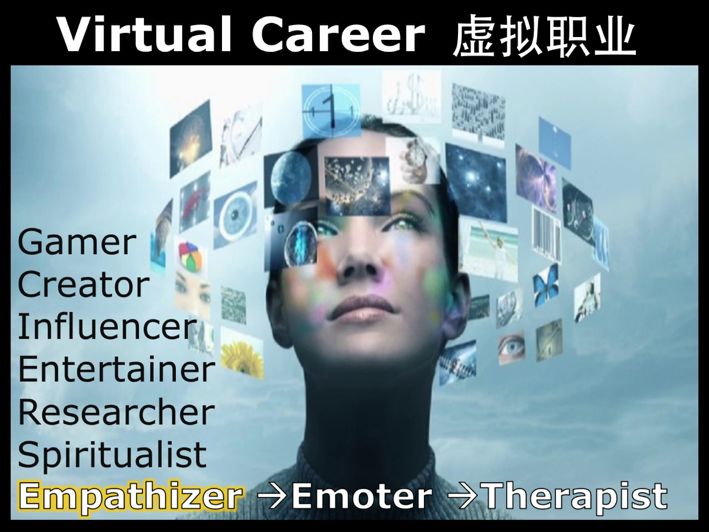 Virtual Career 虚拟职业
Gamer
Creator
Influencer
Entertainer
Researcher
Spiritualist
Empathizer →Emoter →Therapist